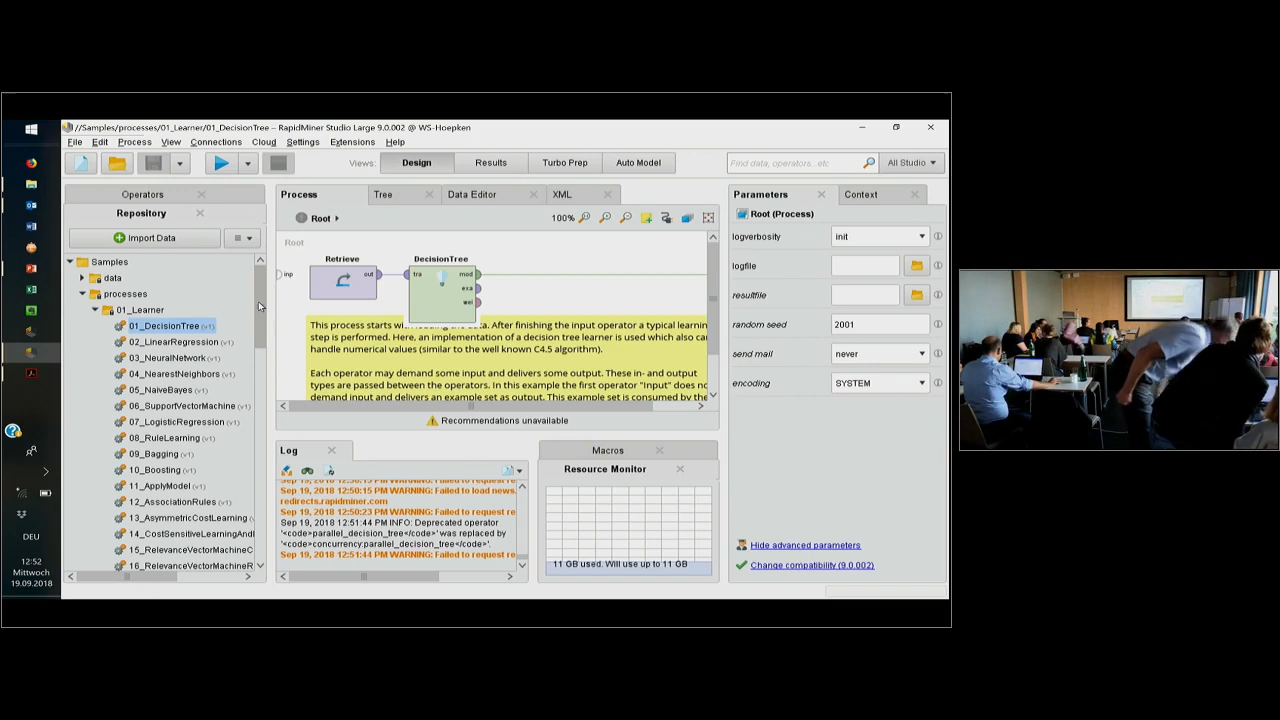 //Samples/processes/01_Learner/01_DecisionTree – RapidMiner Studio Large 9.0.002 @ WS-Hoepken
File Edit Process View Connections Cloud Settings Extensions Help
Views: Design Results Turbo Prep Auto Model Find data, operators...etc All Studio
Operators
Repository
Import Data
Samples
data
processes
01_Learner
01_DecisionTree (v1)
02_LinearRegression (v1)
03_NeuralNetwork (v1)
04_NearestNeighbors (v1)
05_NaiveBayes (v1)
06_SupportVectorMachine (v1)
07_LogisticRegression (v1)
08_RuleLearning (v1)
09_Bagging (v1)
10_Boosting (v1)
11_ApplyModel (v1)
12_AssociationRules (v1)
13_AsymmetricCostLearning
14_CostSensitiveLearningAndI
15_RelevanceVectorMachineC
16_RelevanceVectorMachineR
Process Tree Data Editor XML
Root
100%
Root
inp
Retrieve
out
DecisionTree
tra mod
exa
wei
This process starts with reading the data. After finishing the input operator a typical learnin
step is performed. Here, an implementation of a decision tree learner is used which also car
handle numerical values (similar to the well known C4.5 algorithm).
Each operator may demand some input and delivers some output. These in- and output
types are passed between the operators. In this example the first operator "Input" does no
demand input and delivers an example set as output. This example set is consumed by the
Recommendations unavailable
Log
Sep 19, 2018 12:50:15 PM WARNING: Failed to load news.
redirects.rapidminer.com
Sep 19, 2018 12:50:23 PM WARNING: Failed to request re
Sep 19, 2018 12:51:44 PM INFO: Deprecated operator
'<code>parallel_decision_tree</code>' was replaced by
'<code>concurrency:parallel_decision_tree</code>'.
Sep 19, 2018 12:51:44 PM WARNING: Failed to request re
Macros
Resource Monitor
11 GB used. Will use up to 11 GB
Parameters Context
Root (Process)
logverbosity init
logfile
resultfile
random seed 2001
send mail never
encoding SYSTEM
Hide advanced parameters
Change compatibility (9.0.002)
DEU
12:52
Mittwoch
19.09.2018